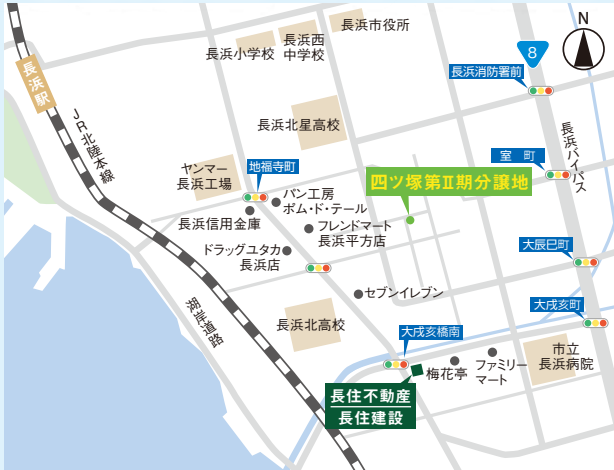 長浜市役所
長浜西
中学校
長浜小学校
N
8
長浜駅
JR北陸本線
長浜消防署前
長浜北星高校
長浜バイパス
室町
ヤンマー
長浜工場
地福寺町
四ツ塚第Ⅱ期分譲地
パン工房
ポム・ド・テール
長浜信用金庫
フレンドマート
長浜平方店
大辰巳町
ドラッグユタカ
長浜店
セブンイレブン
大戌亥町
湖岸道路
長浜北高校
大戌亥橋南
市立
長浜病院
梅花亭
ファミリー
マート
長住不動産
長住建設